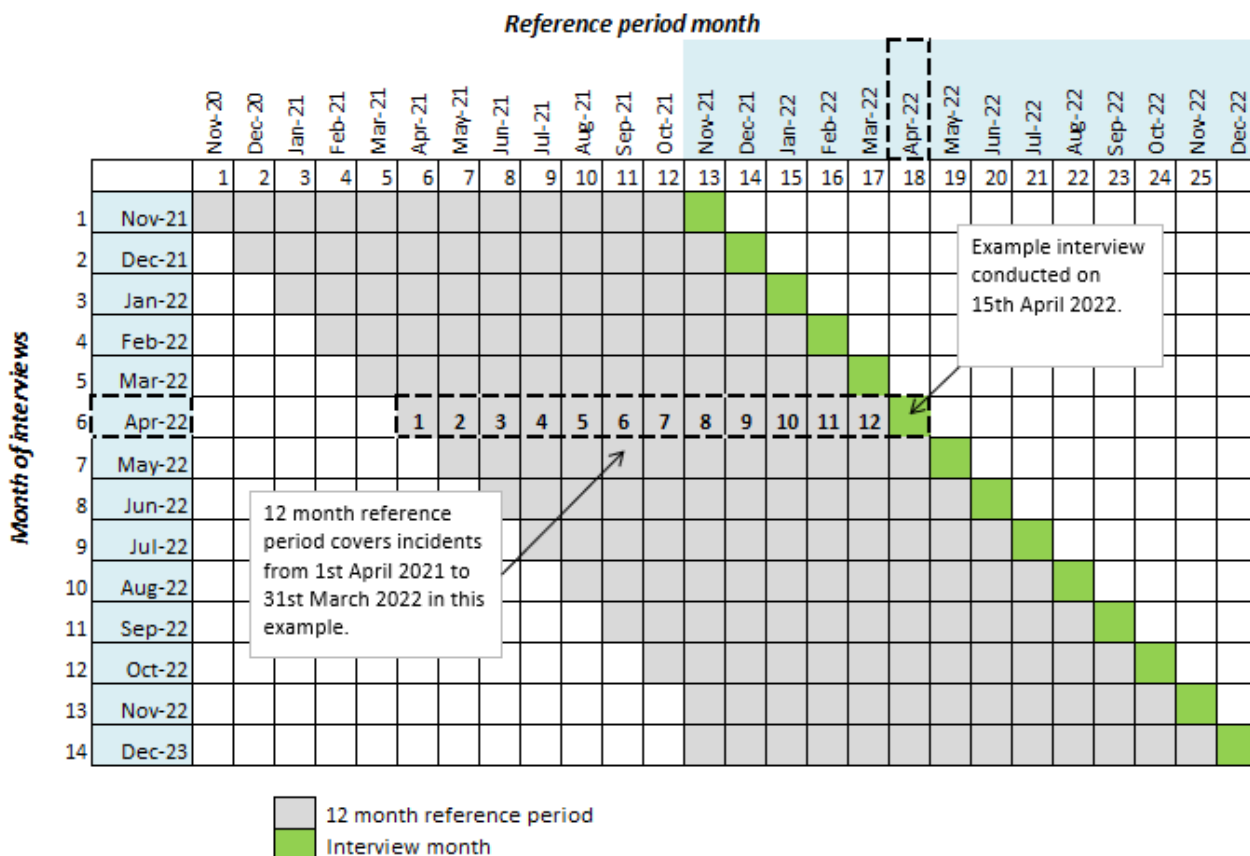 Reference period month
Nov-20 Dec-20 Jan-21 Feb-21 Mar-21 Apr-21 May-21 Jun-21 Jul-21 Aug-21 Sep-21 Oct-21 Nov-21 Dec-21 Jan-22 Feb-22 Mar-22 Apr-22 May-22 Jun-22 Jul-22 Aug-22 Sep-22 Oct-22 Nov-22 Dec-22
1 2 3 4 5 6 7 8 9 10 11 12 13 14 15 16 17 18 19 20 21 22 23 24 25
Month of interviews
1 Nov-21
2 Dec-21
3 Jan-22
4 Feb-22
5 Mar-22
6 Apr-22 1 2 3 4 5 6 7 8 9 10 11 12
7 May-22
8 Jun-22
9 Jul-22
10 Aug-22
11 Sep-22
12 Oct-22
13 Nov-22
14 Dec-23
Example interview
conducted on
15th April 2022.
12 month reference
period covers incidents
from 1st April 2021 to
31st March 2022 in this
example.
12 month reference period
Interview month